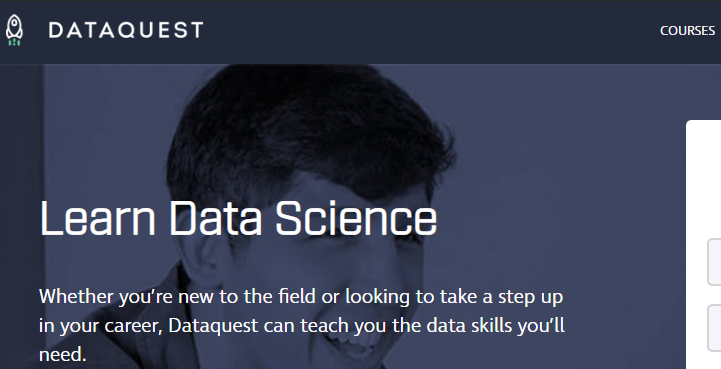 DATAQUEST
COURSES
Learn Data Science
Whether you’re new to the field or looking to take a step up
in your career, Dataquest can teach you the data skills you’ll
need.